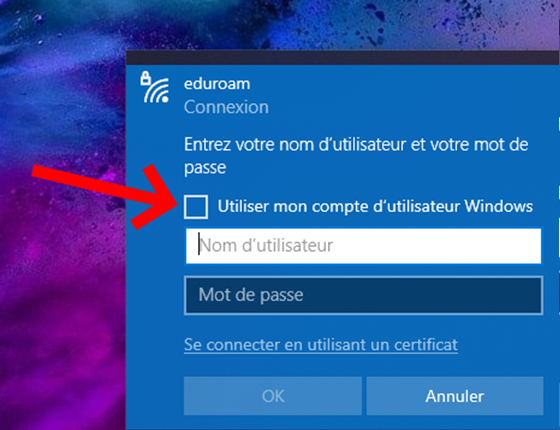 eduroam
Connexion
Entrez votre nom d'utilisateur et votre mot de
passe
Utiliser mon compte d'utilisateur Windows
Nom d'utilisateur
Mot de passe
Se connecter en utilisant un certificat
OK
Annuler